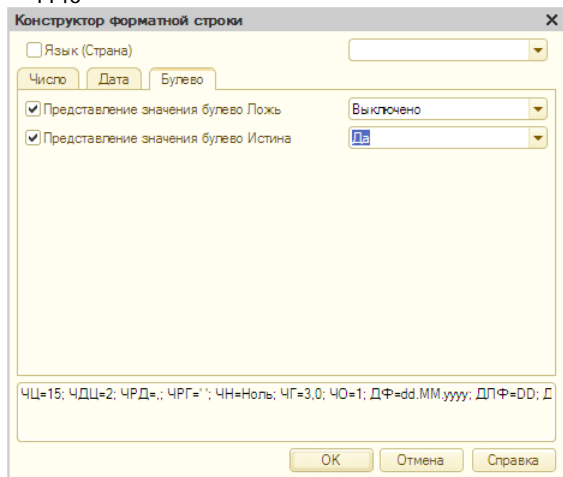 Конструктор форматной строки
Язык (Страна)
Число Дата Булево
Представление значения булево Ложь Выключено
Представление значения булево Истина Да
ЧЦ=15; ЧДЦ=2; ЧРД=,; ЧРГ=' '; ЧН=Ноль; ЧГ=3,0; ЧО=1; ДФ=dd.MM.yyyy; ДПФ=DD; Д
OK Отмена Справка